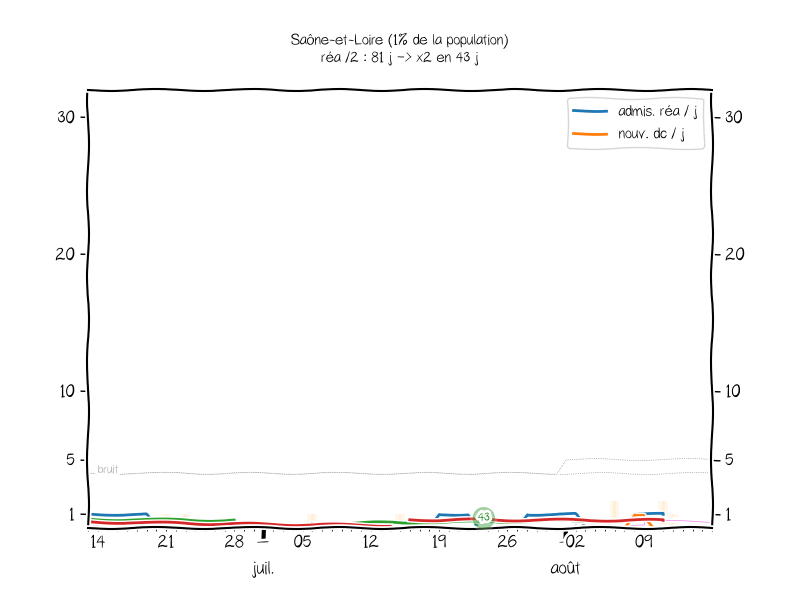 Saône-et-Loire (1% de la population)
réa /2 : 81 j -> x2 en 43 j
admis. réa / j
nouv. dc / j
30
30
20
20
10
10
5
5
bruit
1
1
43
14 21 28 05 12 19 26 02 09
juil. août